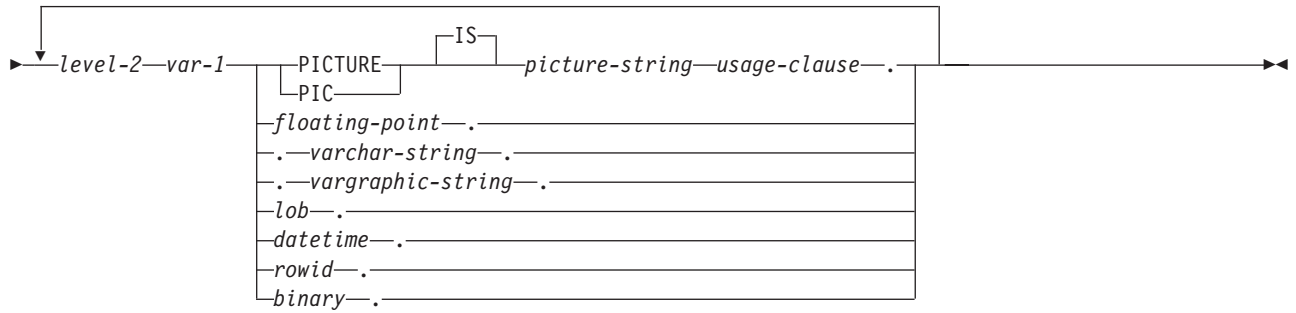 IS
level-2 var-1 PICTURE picture-string usage-clause .
PIC
floating-point .
. varchar-string .
. vargraphic-string .
lob .
datetime .
rowid .
binary .